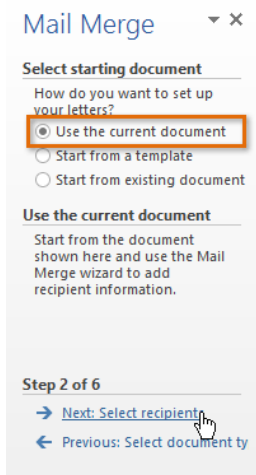 Mail Merge
Select starting document
How do you want to set up
your letters?
Use the current document
Start from a template
Start from existing document
Use the current document
Start from the document
shown here and use the Mail
Merge wizard to add
recipient information.
Step 2 of 6
Next: Select recipients
Previous: Select document ty